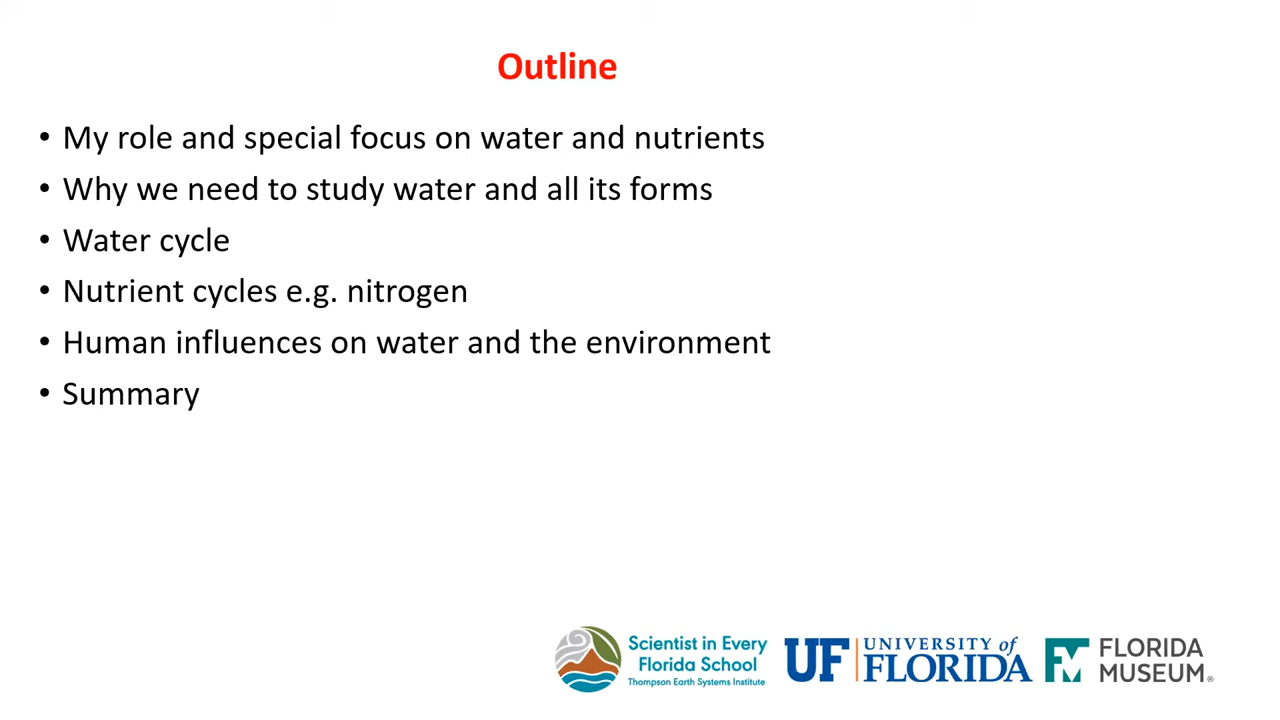 Outline
• My role and special focus on water and nutrients
• Why we need to study water and all its forms
• Water cycle
• Nutrient cycles e.g. nitrogen
• Human influences on water and the environment
• Summary
Scientist in Every
Florida School
Thompson Earth Systems Institute
UF
UNIVERSITY of
FLORIDA
FM
FLORIDA
MUSEUM®